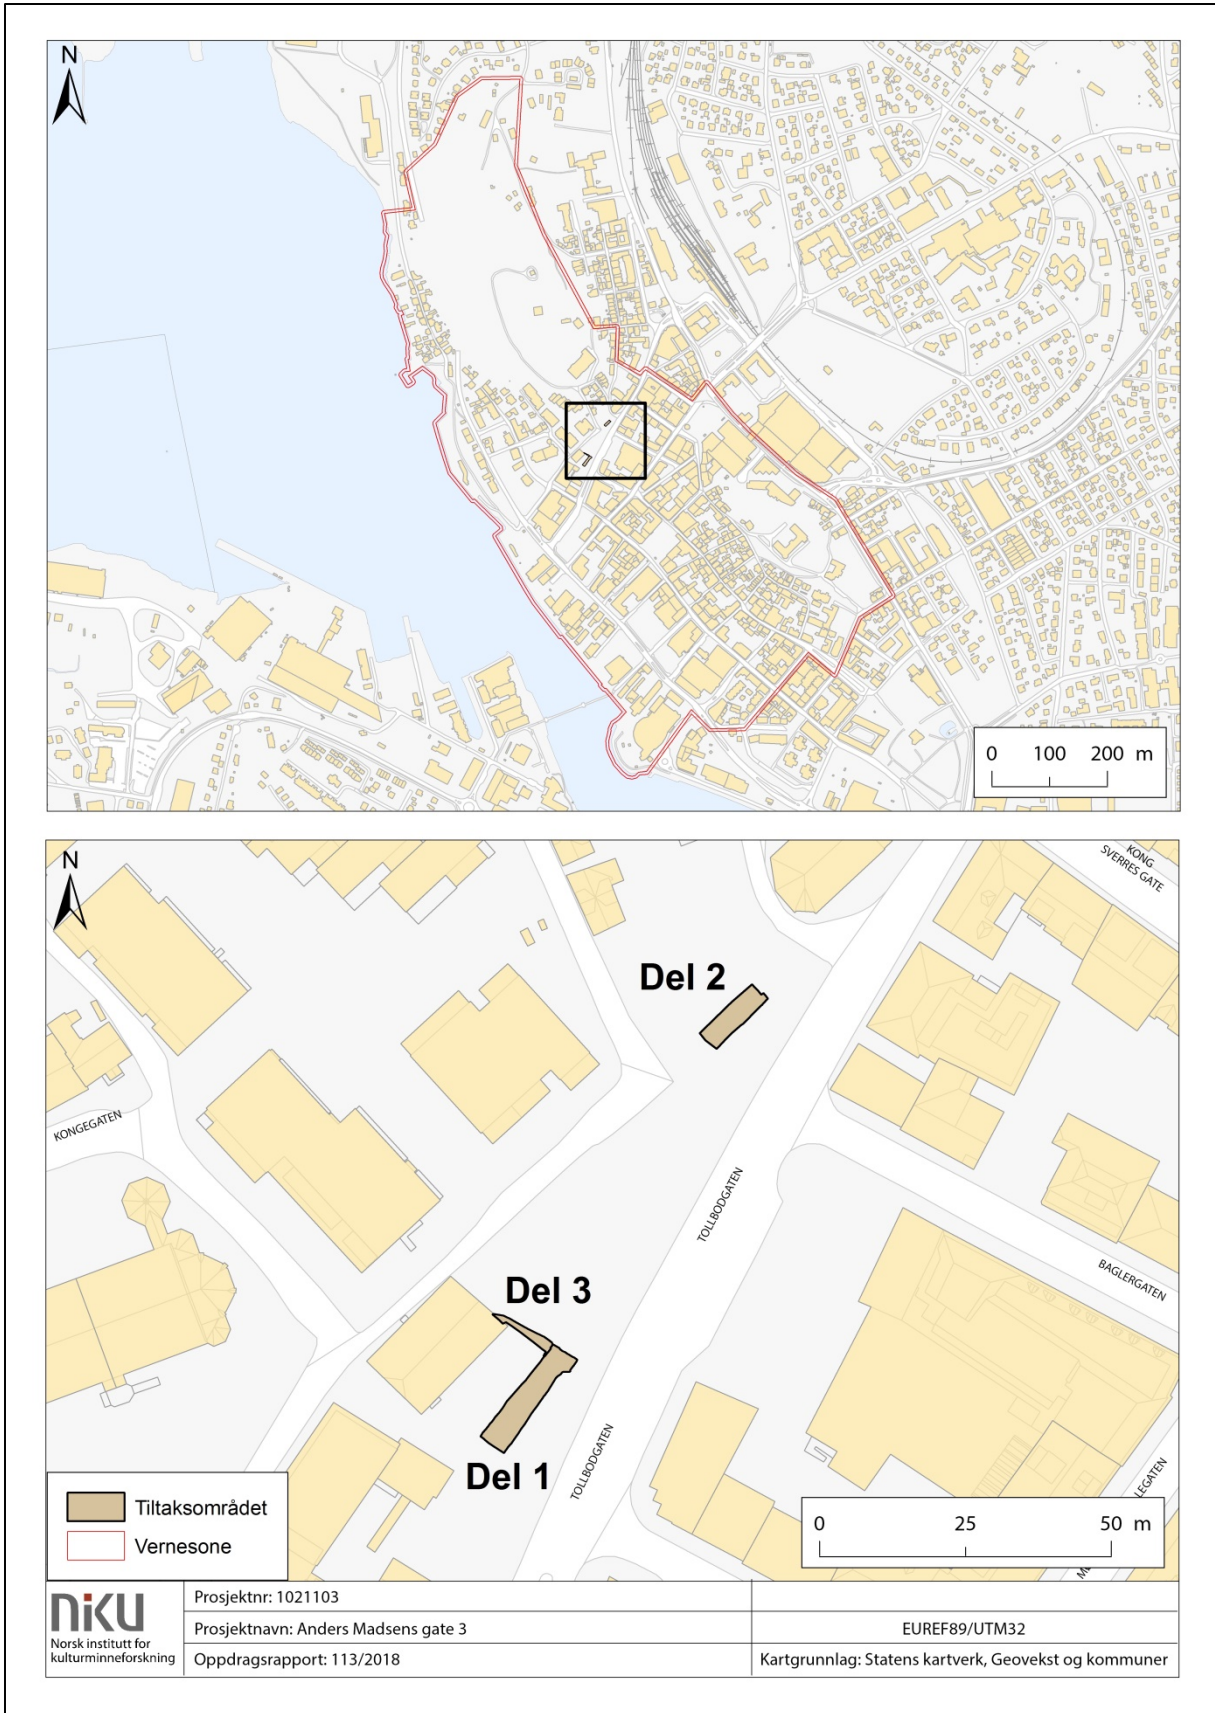 N
0 100 200 m
N
KONG
SVERRES GATE
Del 2
KONGEGATEN
TOLLBODGATEN
BAGLERGATEN
Del 3
Del 1
TOLLBODGATEN
LEGATEN
Tiltaksområdet
Vernesone
0 25 50 m
niku
Norsk institutt for
kulturminneforskning
Prosjektnr: 1021103
Prosjektnavn: Anders Madsens gate 3
EUREF89/UTM32
Oppdragsrapport: 113/2018
Kartgrunnlag: Statens kartverk, Geovekst og kommuner